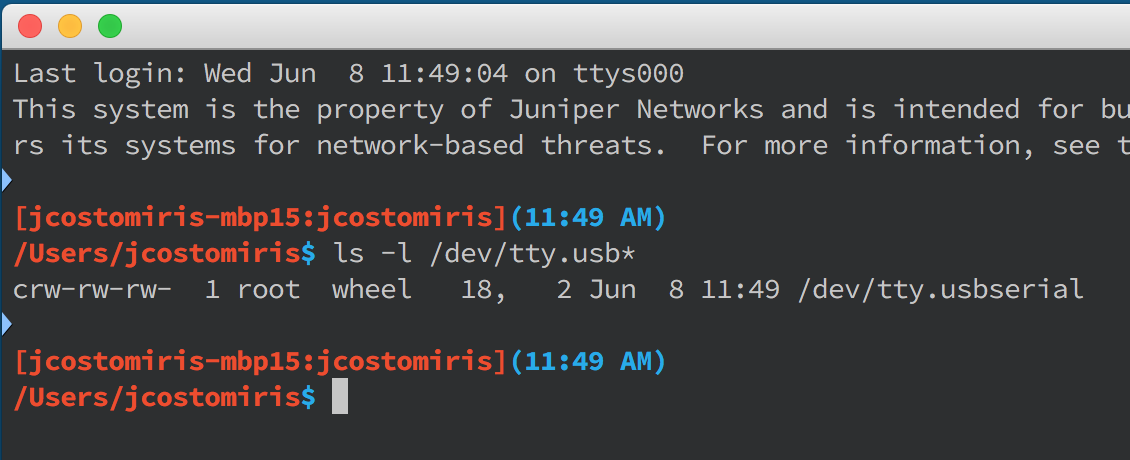 Last login: Wed Jun  8 11:49:04 on ttys000
This system is the property of Juniper Networks and is intended for bu
rs its systems for network-based threats.  For more information, see t
[jcostomiris-mbp15:jcostomiris](11:49 AM)
/Users/jcostomiris$ ls -l /dev/tty.usb*
crw-rw-rw-  1 root  wheel   18,   2 Jun  8 11:49 /dev/tty.usbserial
[jcostomiris-mbp15:jcostomiris](11:49 AM)
/Users/jcostomiris$